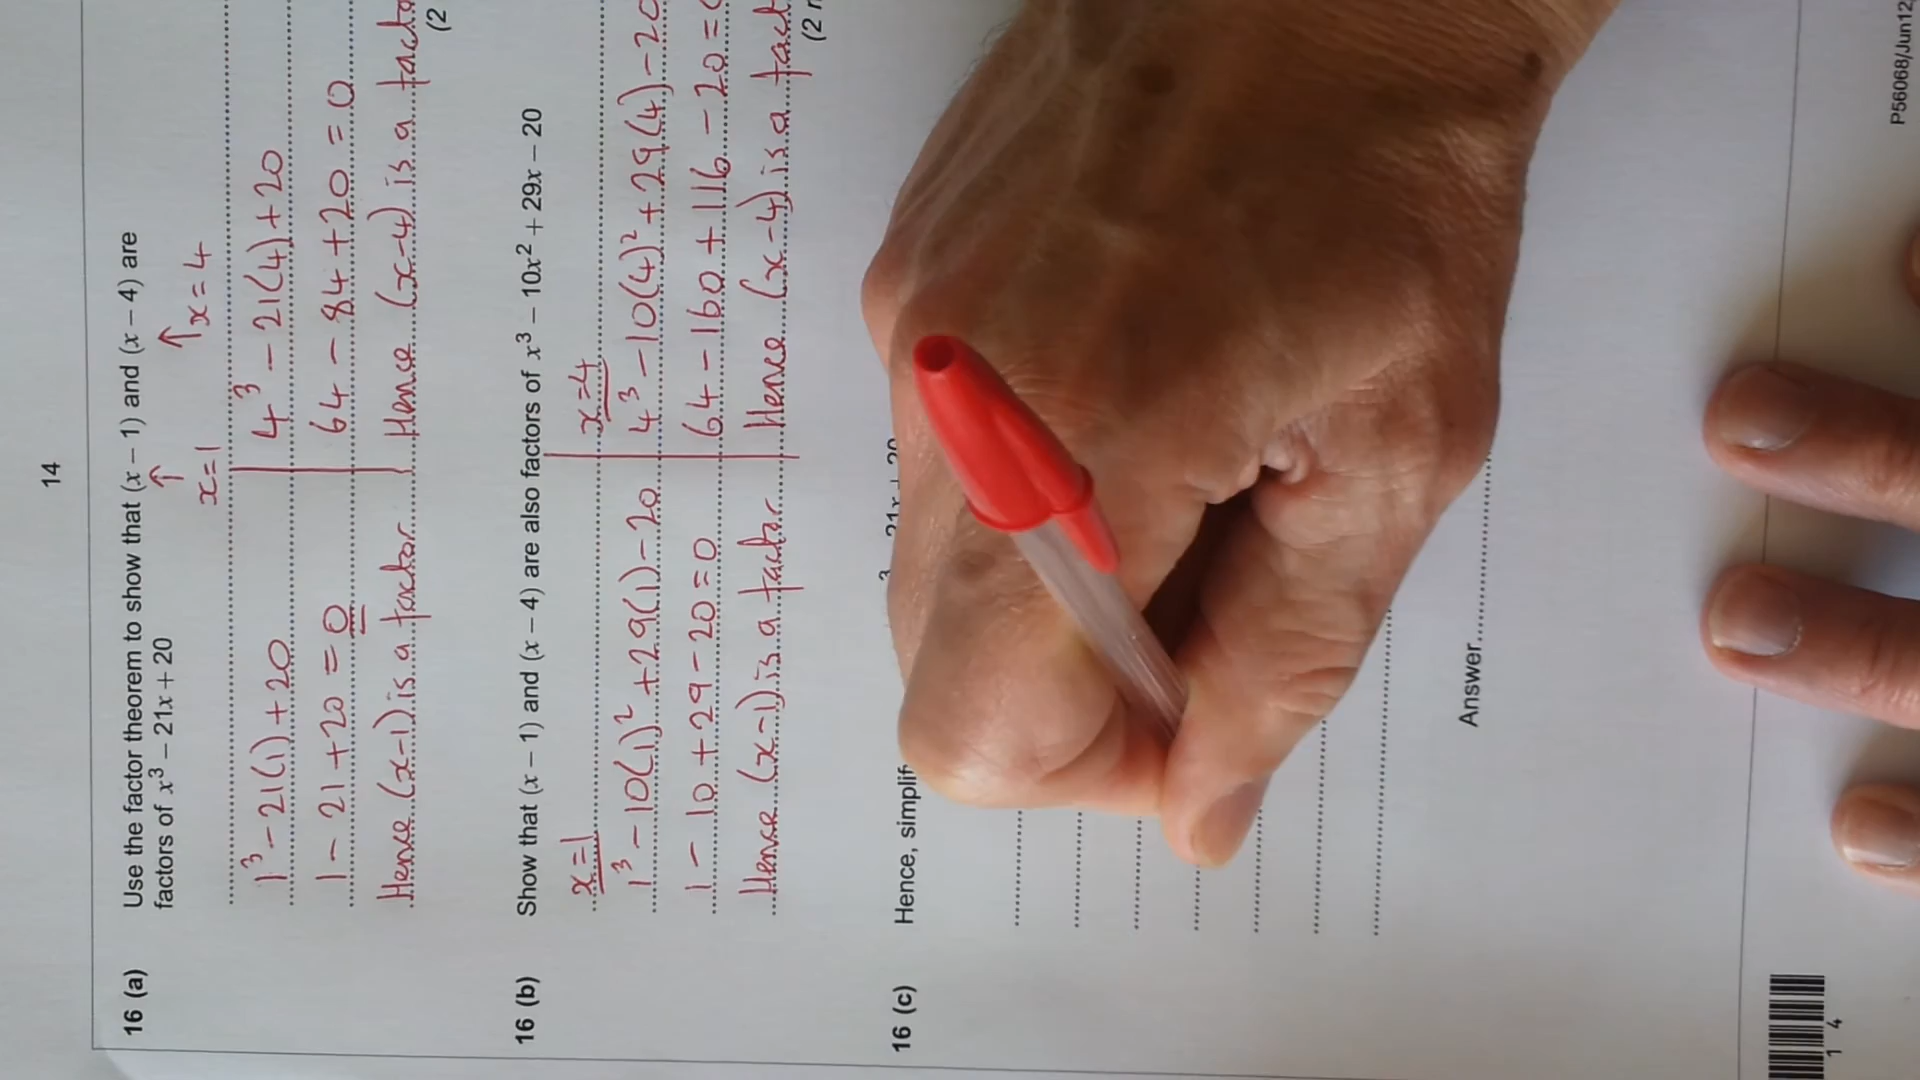 14
16 (a) Use the factor theorem to show that (x − 1) and (x − 4) are
factors of x³ − 21x + 20
x=1
x=4
1³ − 21(1) + 20
4³ − 21(4) + 20
1 − 21 + 20 = 0
64 − 84 + 20 = 0
Hence (x−1) is a factor
Hence (x−4) is a
(2
16 (b) Show that (x − 1) and (x − 4) are also factors of x³ − 10x² + 29x − 20
x=1
x=4
1³ − 10(1)² + 29(1) − 20
4³ − 10(4)² + 29(4) − 20
1 − 10 + 29 − 20 = 0
64 − 160 + 116 − 20 =
Hence (x−1) is a factor
Hence (x−4) is a
(2
16 (c) Hence,
Answer
1 4
P56068/Jun12